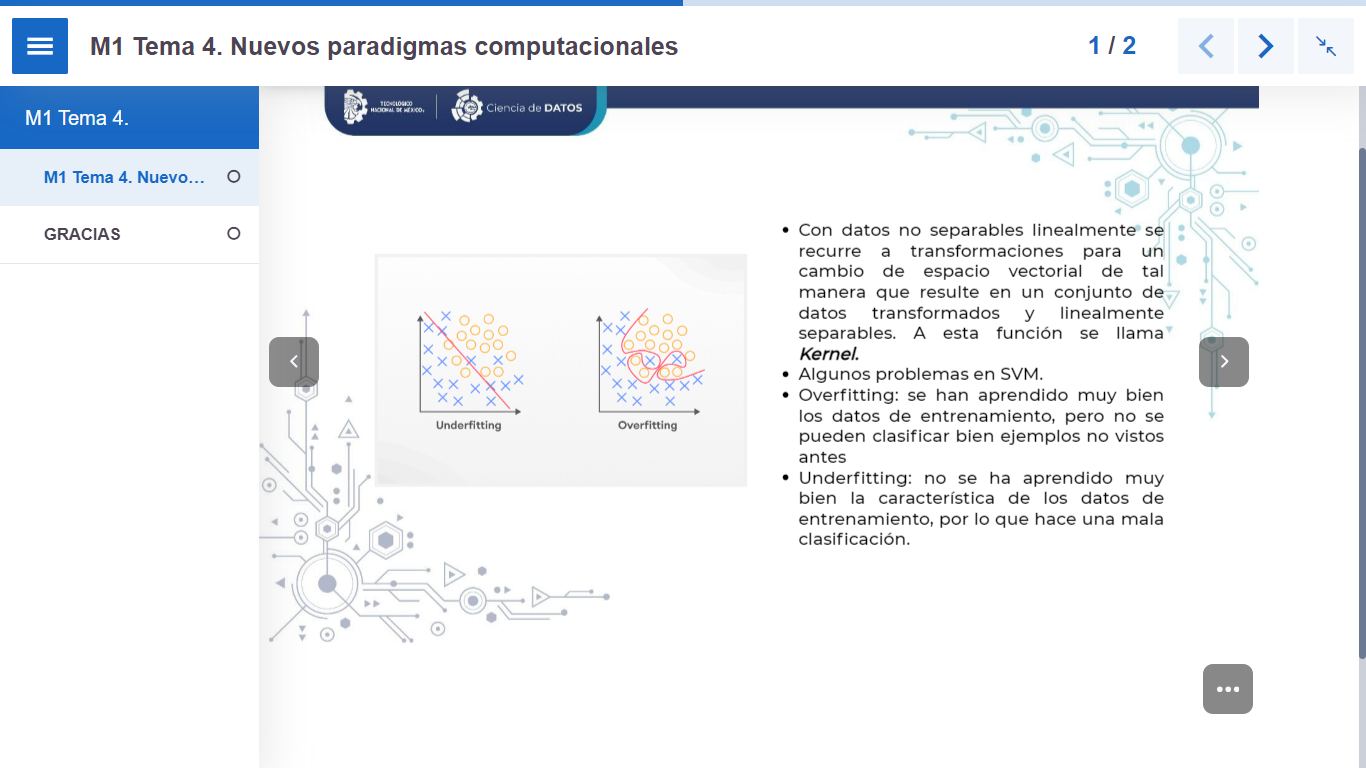 M1 Tema 4. Nuevos paradigmas computacionales
1 / 2
M1 Tema 4.
M1 Tema 4. Nuevo...
GRACIAS
TECNOLÓGICO
NACIONAL DE MÉXICO
Ciencia de DATOS
Underfitting
Overfitting
• Con datos no separables linealmente se
recurre a transformaciones para un
cambio de espacio vectorial de tal
manera que resulte en un conjunto de
datos transformados y linealmente
separables. A esta función se llama
Kernel.
• Algunos problemas en SVM.
• Overfitting: se han aprendido muy bien
los datos de entrenamiento, pero no se
pueden clasificar bien ejemplos no vistos
antes
• Underfitting: no se ha aprendido muy
bien la característica de los datos de
entrenamiento, por lo que hace una mala
clasificación.